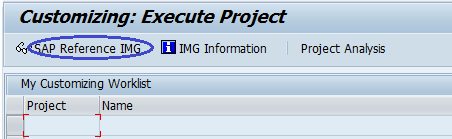 Customizing: Execute Project
SAP Reference IMG IMG Information Project Analysis
My Customizing Worklist
Project Name